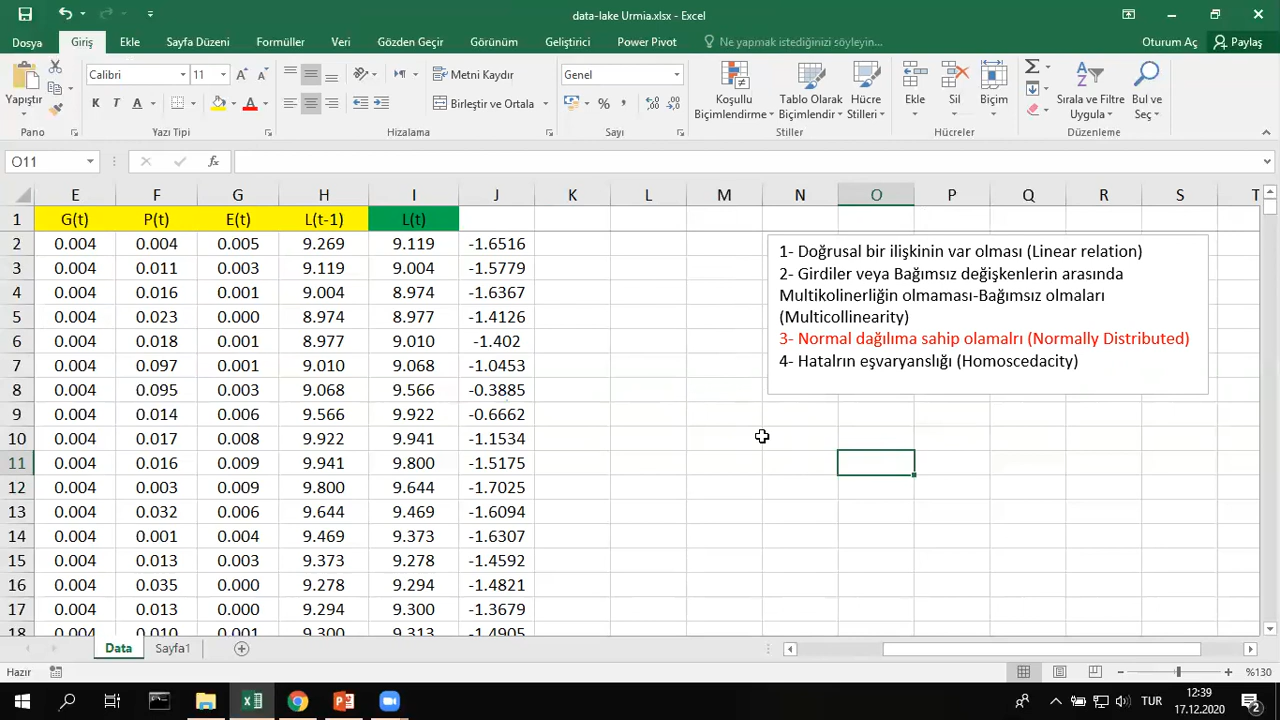 data-lake Urmia.xlsx - Excel
Dosya Giriş Ekle Sayfa Düzeni Formüller Veri Gözden Geçir Görünüm Geliştirici Power Pivot Ne yapmak istediğinizi söyleyin... Oturum Aç Paylaş
Yapıştır
Calibri 11
K T A A
Metni Kaydır
Birleştir ve Ortala
Genel
% ,
Koşullu Biçimlendirme
Tablo Olarak Biçimlendir
Hücre Stilleri
Ekle Sil Biçim
Sırala ve Filtre Uygula
Bul ve Seç
Pano Yazı Tipi Hizalama Sayı Stiller Hücreler Düzenleme
O11 fx
E F G H I J K L M N O P Q R S T
1 G(t) P(t) E(t) L(t-1) L(t)
2 0.004 0.004 0.005 9.269 9.119 -1.6516
3 0.004 0.011 0.003 9.119 9.004 -1.5779
4 0.004 0.016 0.001 9.004 8.974 -1.6367
5 0.004 0.023 0.000 8.974 8.977 -1.4126
6 0.004 0.018 0.001 8.977 9.010 -1.402
7 0.004 0.097 0.001 9.010 9.068 -1.0453
8 0.004 0.095 0.003 9.068 9.566 -0.3885
9 0.004 0.014 0.006 9.566 9.922 -0.6662
10 0.004 0.017 0.008 9.922 9.941 -1.1534
11 0.004 0.016 0.009 9.941 9.800 -1.5175
12 0.004 0.003 0.009 9.800 9.644 -1.7025
13 0.004 0.032 0.006 9.644 9.469 -1.6094
14 0.004 0.001 0.004 9.469 9.373 -1.6307
15 0.004 0.013 0.003 9.373 9.278 -1.4592
16 0.004 0.035 0.000 9.278 9.294 -1.4821
17 0.004 0.013 0.000 9.294 9.300 -1.3679
18 0.004 0.010 0.001 9.300 9.313 -1.4905
1- Doğrusal bir ilişkinin var olması (Linear relation)
2- Girdiler veya Bağımsız değişkenlerin arasında
Multikolinerliğin olmaması-Bağımsız olmaları
(Multicollinearity)
3- Normal dağılıma sahip olamalrı (Normally Distributed)
4- Hatalrın eşvaryanslığı (Homoscedacity)
Data Sayfa1
Hazır %130
TUR 12:39
17.12.2020 2